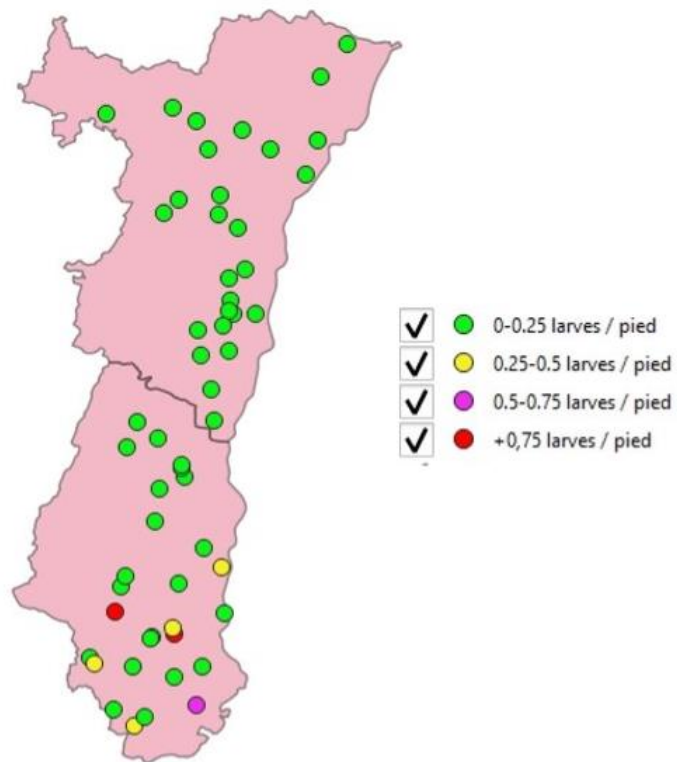 0-0.25 larves / pied
0.25-0.5 larves / pied
0.5-0.75 larves / pied
+0,75 larves / pied